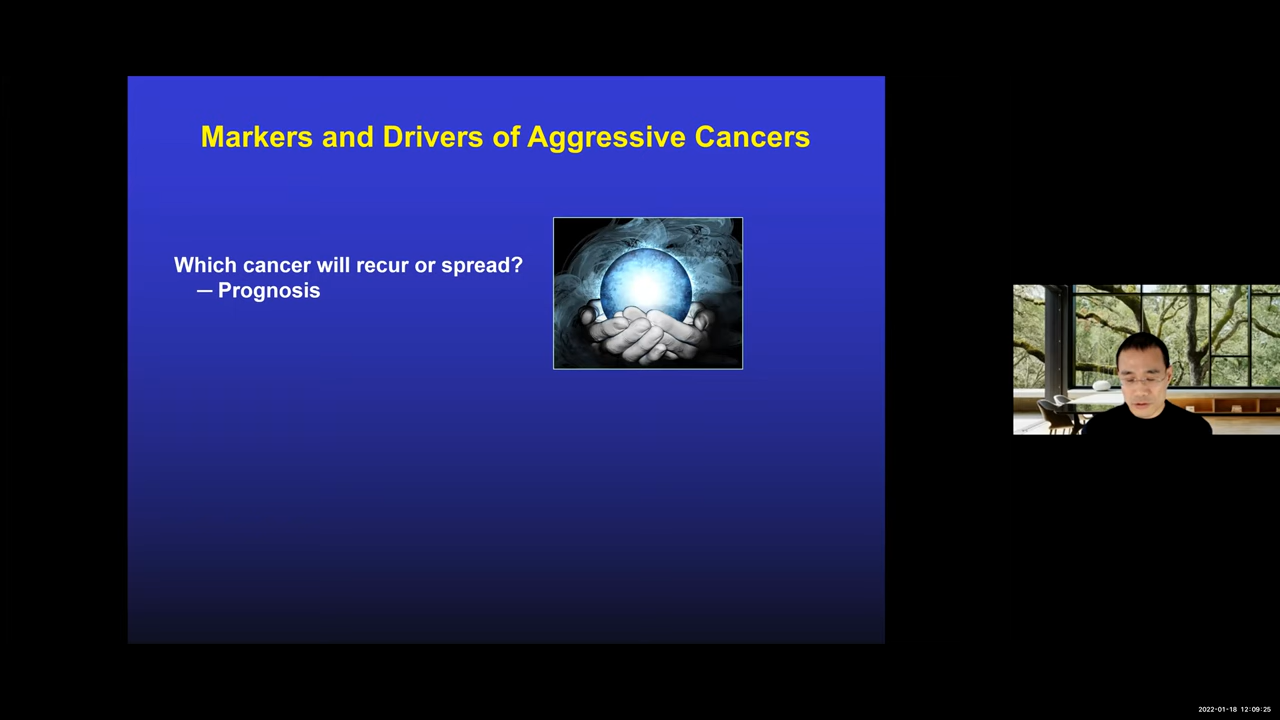 Markers and Drivers of Aggressive Cancers
Which cancer will recur or spread?
— Prognosis
2022-01-18 12:09:25